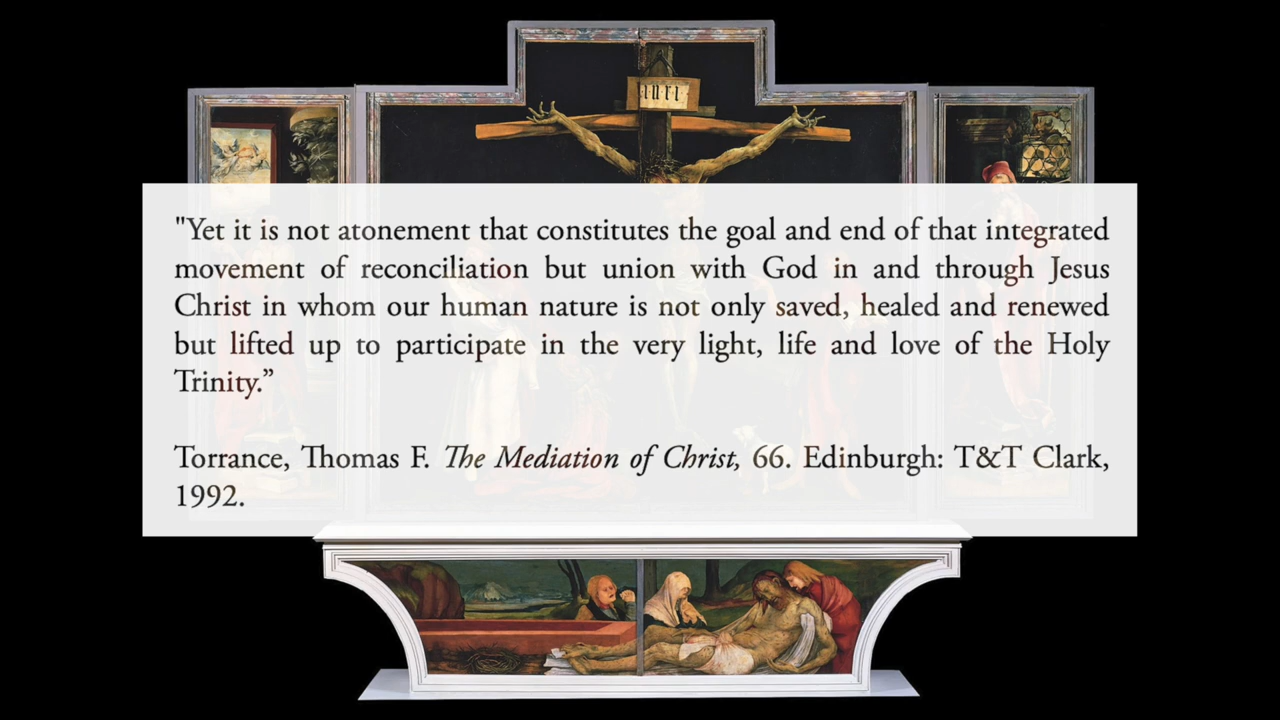 INRI
"Yet it is not atonement that constitutes the goal and end of that integrated
movement of reconciliation but union with God in and through Jesus
Christ in whom our human nature is not only saved, healed and renewed
but lifted up to participate in the very light, life and love of the Holy
Trinity.”
Torrance, Thomas F. The Mediation of Christ, 66. Edinburgh: T&T Clark,
1992.